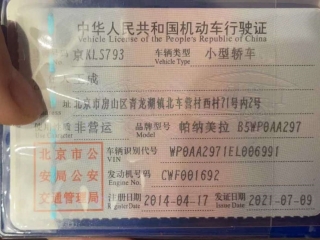 中华人民共和国机动车行驶证
Vehicle License of the People's Republic of China
京KLS793 车辆类型 小型轿车
Vehicle Type
成
北京市房山区青龙湖镇北车营村西村71号内2号
非营运 品牌型号 帕纳美拉 BSWP0AA297
北京市公 车辆识别代号 WP0AA2971EL006991
VIN
安局公安 发动机号码 CWF001692
Engine No.
交通管理局 注册日期 2014-04-17 发证日期 2021-07-09
Register Date Issue Date